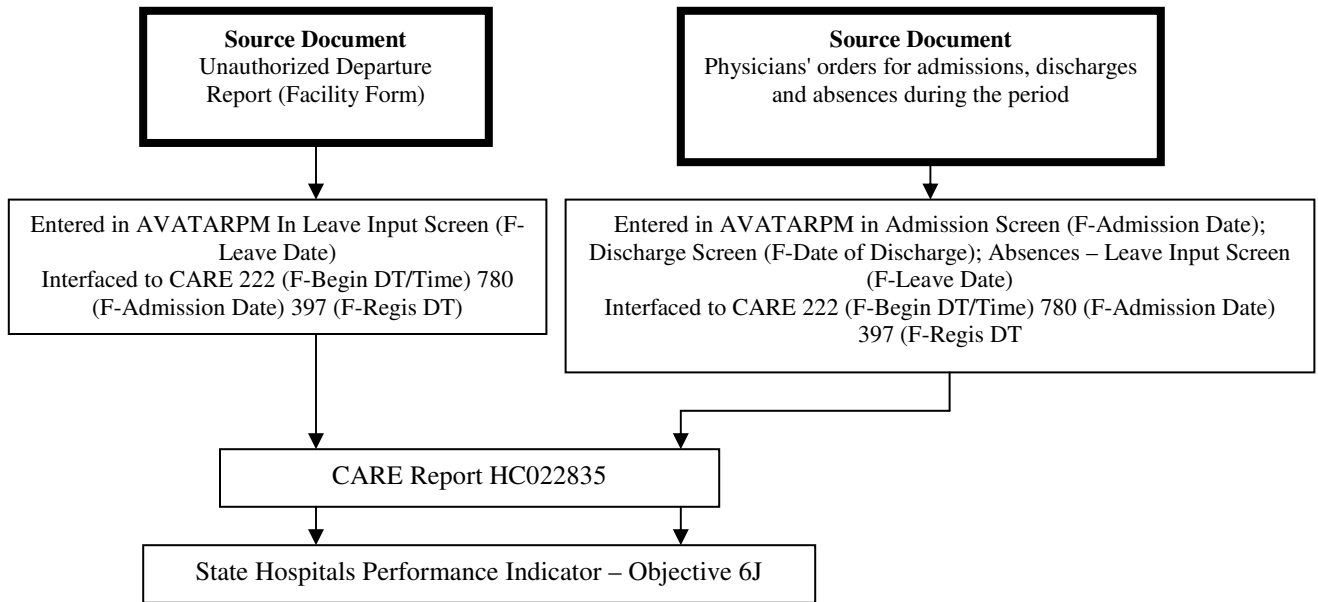 Source Document
Unauthorized Departure
Report (Facility Form)
Source Document
Physicians' orders for admissions, discharges
and absences during the period
Entered in AVATARPM In Leave Input Screen (F-
Leave Date)
Interfaced to CARE 222 (F-Begin DT/Time) 780
(F-Admission Date) 397 (F-Regis DT)
Entered in AVATARPM in Admission Screen (F-Admission Date);
Discharge Screen (F-Date of Discharge); Absences – Leave Input Screen
(F-Leave Date)
Interfaced to CARE 222 (F-Begin DT/Time) 780 (F-Admission Date)
397 (F-Regis DT
CARE Report HC022835
State Hospitals Performance Indicator – Objective 6J